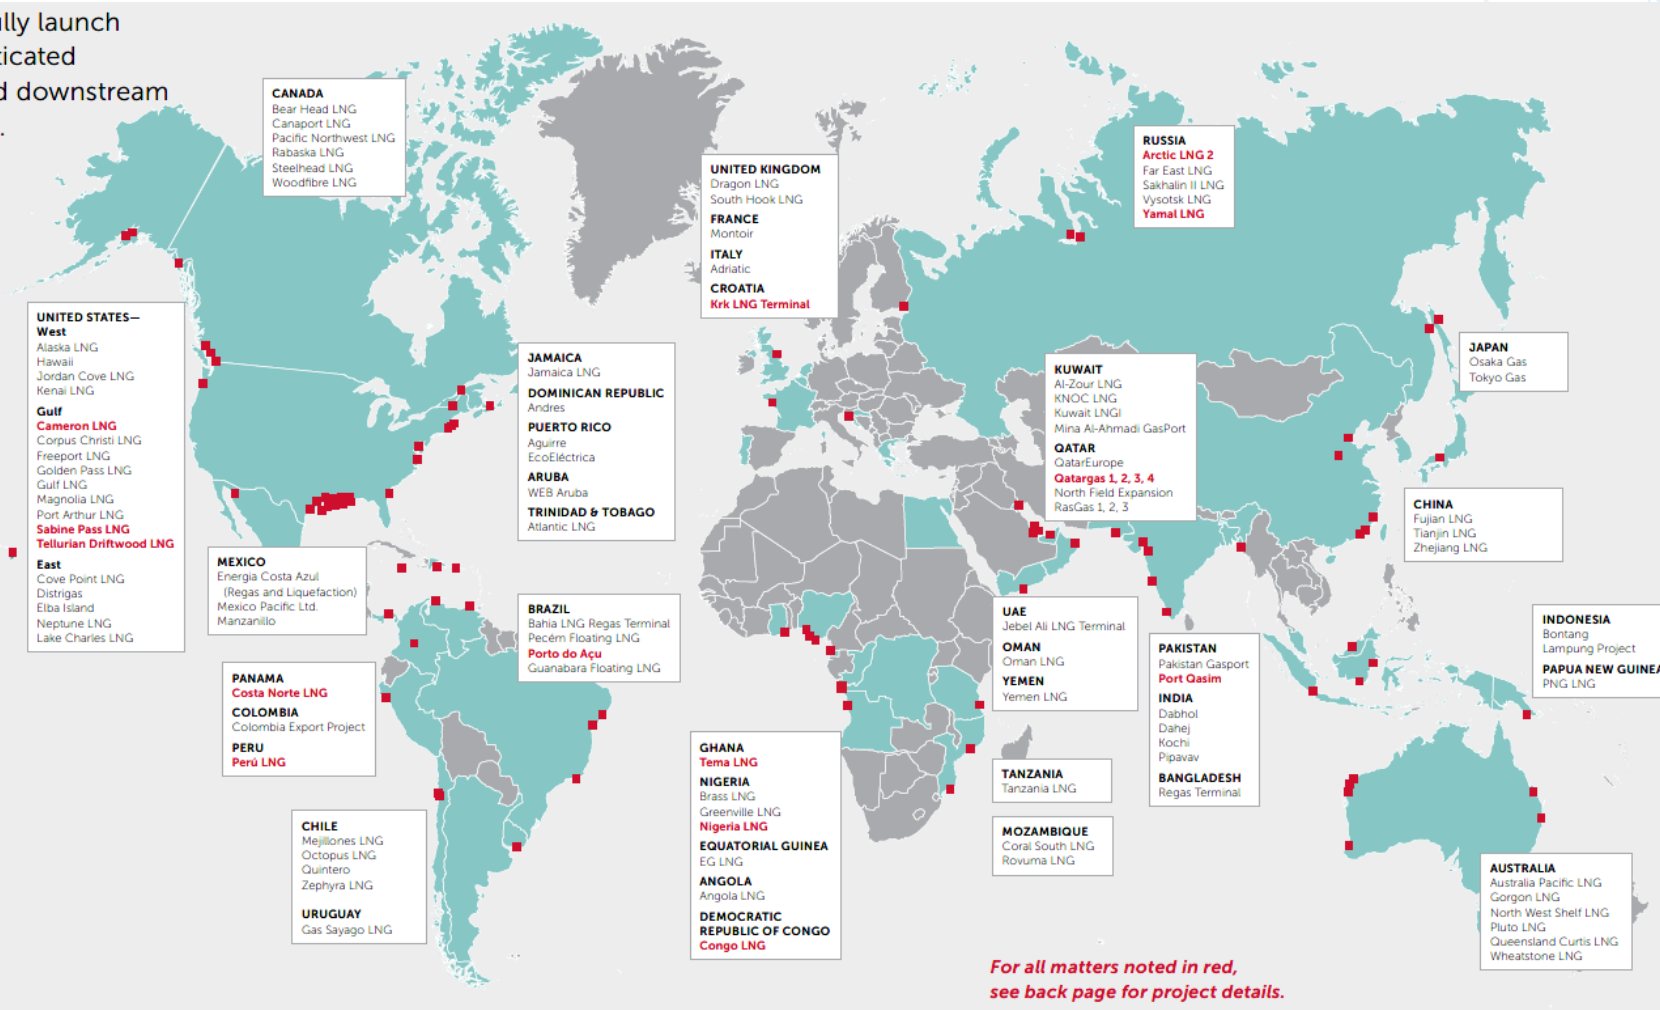 ully launch
ticated
d downstream
.
CANADA
Bear Head LNG
Canaport LNG
Pacific Northwest LNG
Rabaska LNG
Steelhead LNG
Woodfibre LNG
UNITED KINGDOM
Dragon LNG
South Hook LNG
FRANCE
Montoir
ITALY
Adriatic
CROATIA
Krk LNG Terminal
RUSSIA
Arctic LNG 2
Far East LNG
Sakhalin II LNG
Vysotsk LNG
Yamal LNG
UNITED STATES—
West
Alaska LNG
Hawaii
Jordan Cove LNG
Kenai LNG
Gulf
Cameron LNG
Corpus Christi LNG
Freeport LNG
Golden Pass LNG
Gulf LNG
Magnolia LNG
Port Arthur LNG
Sabine Pass LNG
Tellurian Driftwood LNG
East
Cove Point LNG
Distrigas
Elba Island
Neptune LNG
Lake Charles LNG
JAMAICA
Jamaica LNG
DOMINICAN REPUBLIC
Andres
PUERTO RICO
Aguirre
EcoEléctrica
ARUBA
WEB Aruba
TRINIDAD & TOBAGO
Atlantic LNG
KUWAIT
Al-Zour LNG
KNOC LNG
Kuwait LNGI
Mina Al-Ahmadi GasPort
QATAR
QatarEurope
Qatargas 1, 2, 3, 4
North Field Expansion
RasGas 1, 2, 3
JAPAN
Osaka Gas
Tokyo Gas
CHINA
Fujian LNG
Tianjin LNG
Zhejiang LNG
MEXICO
Energia Costa Azul
(Regas and Liquefaction)
Mexico Pacific Ltd.
Manzanillo
BRAZIL
Bahia LNG Regas Terminal
Pecém Floating LNG
Porto do Açu
Guanabara Floating LNG
UAE
Jebel Ali LNG Terminal
OMAN
Oman LNG
YEMEN
Yemen LNG
PAKISTAN
Pakistan Gasport
Port Qasim
INDIA
Dabhol
Dahej
Kochi
Pipavav
BANGLADESH
Regas Terminal
INDONESIA
Bontang
Lampung Project
PAPUA NEW GUINEA
PNG LNG
PANAMA
Costa Norte LNG
COLOMBIA
Colombia Export Project
PERU
Perú LNG
GHANA
Tema LNG
NIGERIA
Brass LNG
Greenville LNG
Nigeria LNG
EQUATORIAL GUINEA
EG LNG
ANGOLA
Angola LNG
DEMOCRATIC
REPUBLIC OF CONGO
Congo LNG
TANZANIA
Tanzania LNG
MOZAMBIQUE
Coral South LNG
Rovuma LNG
CHILE
Mejillones LNG
Octopus LNG
Quintero
Zephyra LNG
URUGUAY
Gas Sayago LNG
AUSTRALIA
Australia Pacific LNG
Gorgon LNG
North West Shelf LNG
Pluto LNG
Queensland Curtis LNG
Wheatstone LNG
For all matters noted in red,
see back page for project details.